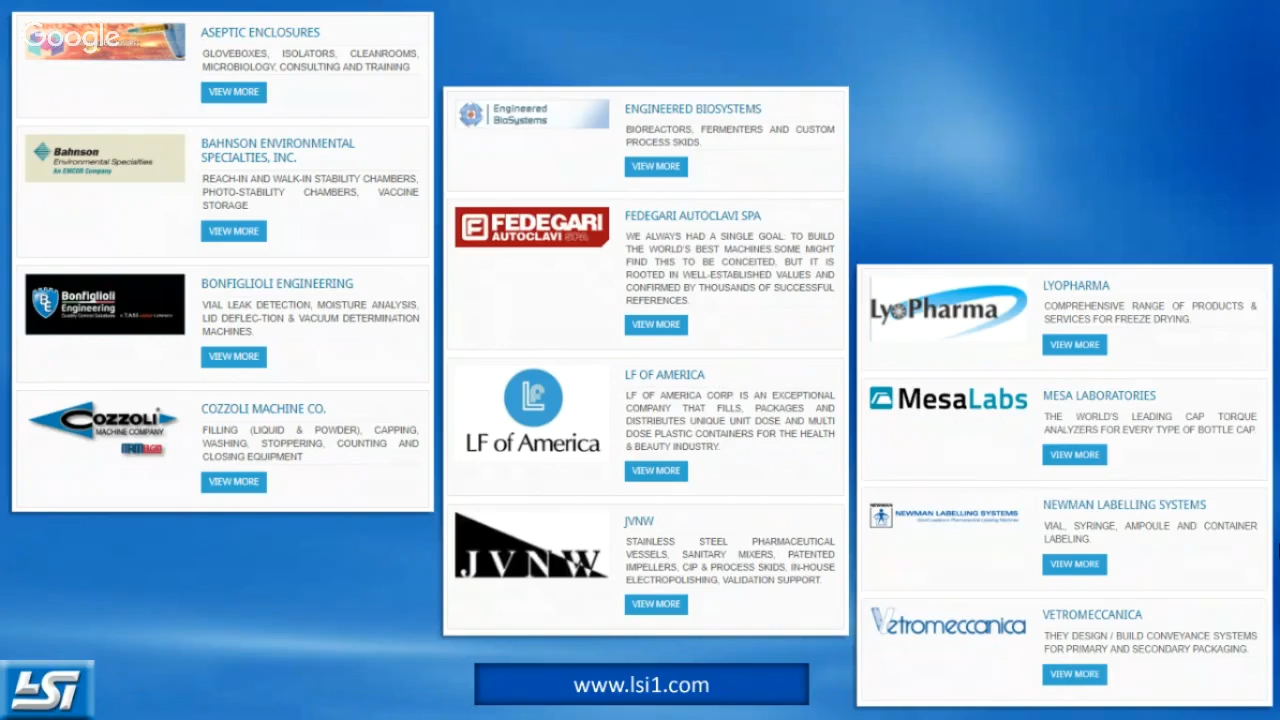 Google
ASEPTIC ENCLOSURES
GLOVEBOXES, ISOLATORS, CLEANROOMS,
MICROBIOLOGY, CONSULTING AND TRAINING
VIEW MORE
Bahnson
Environmental Specialties
An EMCOR Company
BAHNSON ENVIRONMENTAL
SPECIALTIES, INC.
REACH-IN AND WALK-IN STABILITY CHAMBERS,
PHOTO-STABILITY CHAMBERS, VACCINE
STORAGE
VIEW MORE
Bonfiglioli
Engineering
Quality Control Solutions
BONFIGLIOLI ENGINEERING
VIAL LEAK DETECTION, MOISTURE ANALYSIS,
LID DEFLEC-TION & VACUUM DETERMINATION
MACHINES.
VIEW MORE
COZZOLI
MACHINE COMPANY
COZZOLI MACHINE CO.
FILLING (LIQUID & POWDER), CAPPING,
WASHING, STOPPERING, COUNTING AND
CLOSING EQUIPMENT
VIEW MORE
Engineered
BioSystems
ENGINEERED BIOSYSTEMS
BIOREACTORS, FERMENTERS AND CUSTOM
PROCESS SKIDS.
VIEW MORE
FEDEGARI
AUTOCLAVI SPA
FEDEGARI AUTOCLAVI SPA
WE ALWAYS HAD A SINGLE GOAL: TO BUILD
THE WORLD'S BEST MACHINES.SOME MIGHT
FIND THIS TO BE CONCEITED, BUT IT IS
ROOTED IN WELL-ESTABLISHED VALUES AND
CONFIRMED BY THOUSANDS OF SUCCESSFUL
REFERENCES.
VIEW MORE
LF
LF of America
LF OF AMERICA
LF OF AMERICA CORP. IS AN EXCEPTIONAL
COMPANY THAT FILLS, PACKAGES AND
DISTRIBUTES UNIQUE UNIT DOSE AND MULTI
DOSE PLASTIC CONTAINERS FOR THE HEALTH
& BEAUTY INDUSTRY.
VIEW MORE
JVNW
JVNW
STAINLESS STEEL PHARMACEUTICAL
VESSELS, SANITARY MIXERS, PATENTED
IMPELLERS, CIP & PROCESS SKIDS, IN-HOUSE
ELECTROPOLISHING, VALIDATION SUPPORT.
VIEW MORE
LyoPharma
LYOPHARMA
COMPREHENSIVE RANGE OF PRODUCTS &
SERVICES FOR FREEZE DRYING.
VIEW MORE
MesaLabs
MESA LABORATORIES
THE WORLD'S LEADING CAP TORQUE
ANALYZERS FOR EVERY TYPE OF BOTTLE CAP.
VIEW MORE
NEWMAN
NEWMAN LABELLING SYSTEMS
NEWMAN LABELLING SYSTEMS
VIAL, SYRINGE, AMPOULE AND CONTAINER
LABELING.
VIEW MORE
Vetromeccanica
VETROMECCANICA
THEY DESIGN / BUILD CONVEYANCE SYSTEMS
FOR PRIMARY AND SECONDARY PACKAGING.
VIEW MORE
LSI
www.lsi1.com